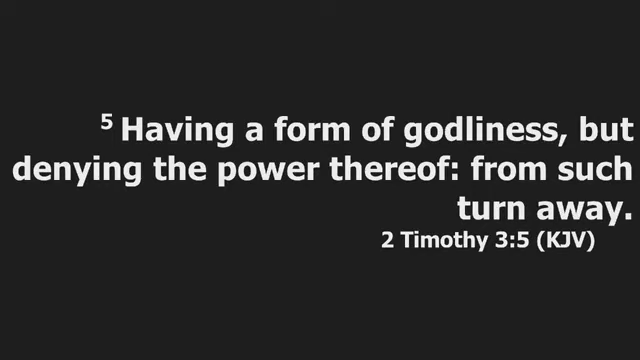 5 Having a form of godliness, but
denying the power thereof: from such
turn away.
2 Timothy 3:5 (KJV)